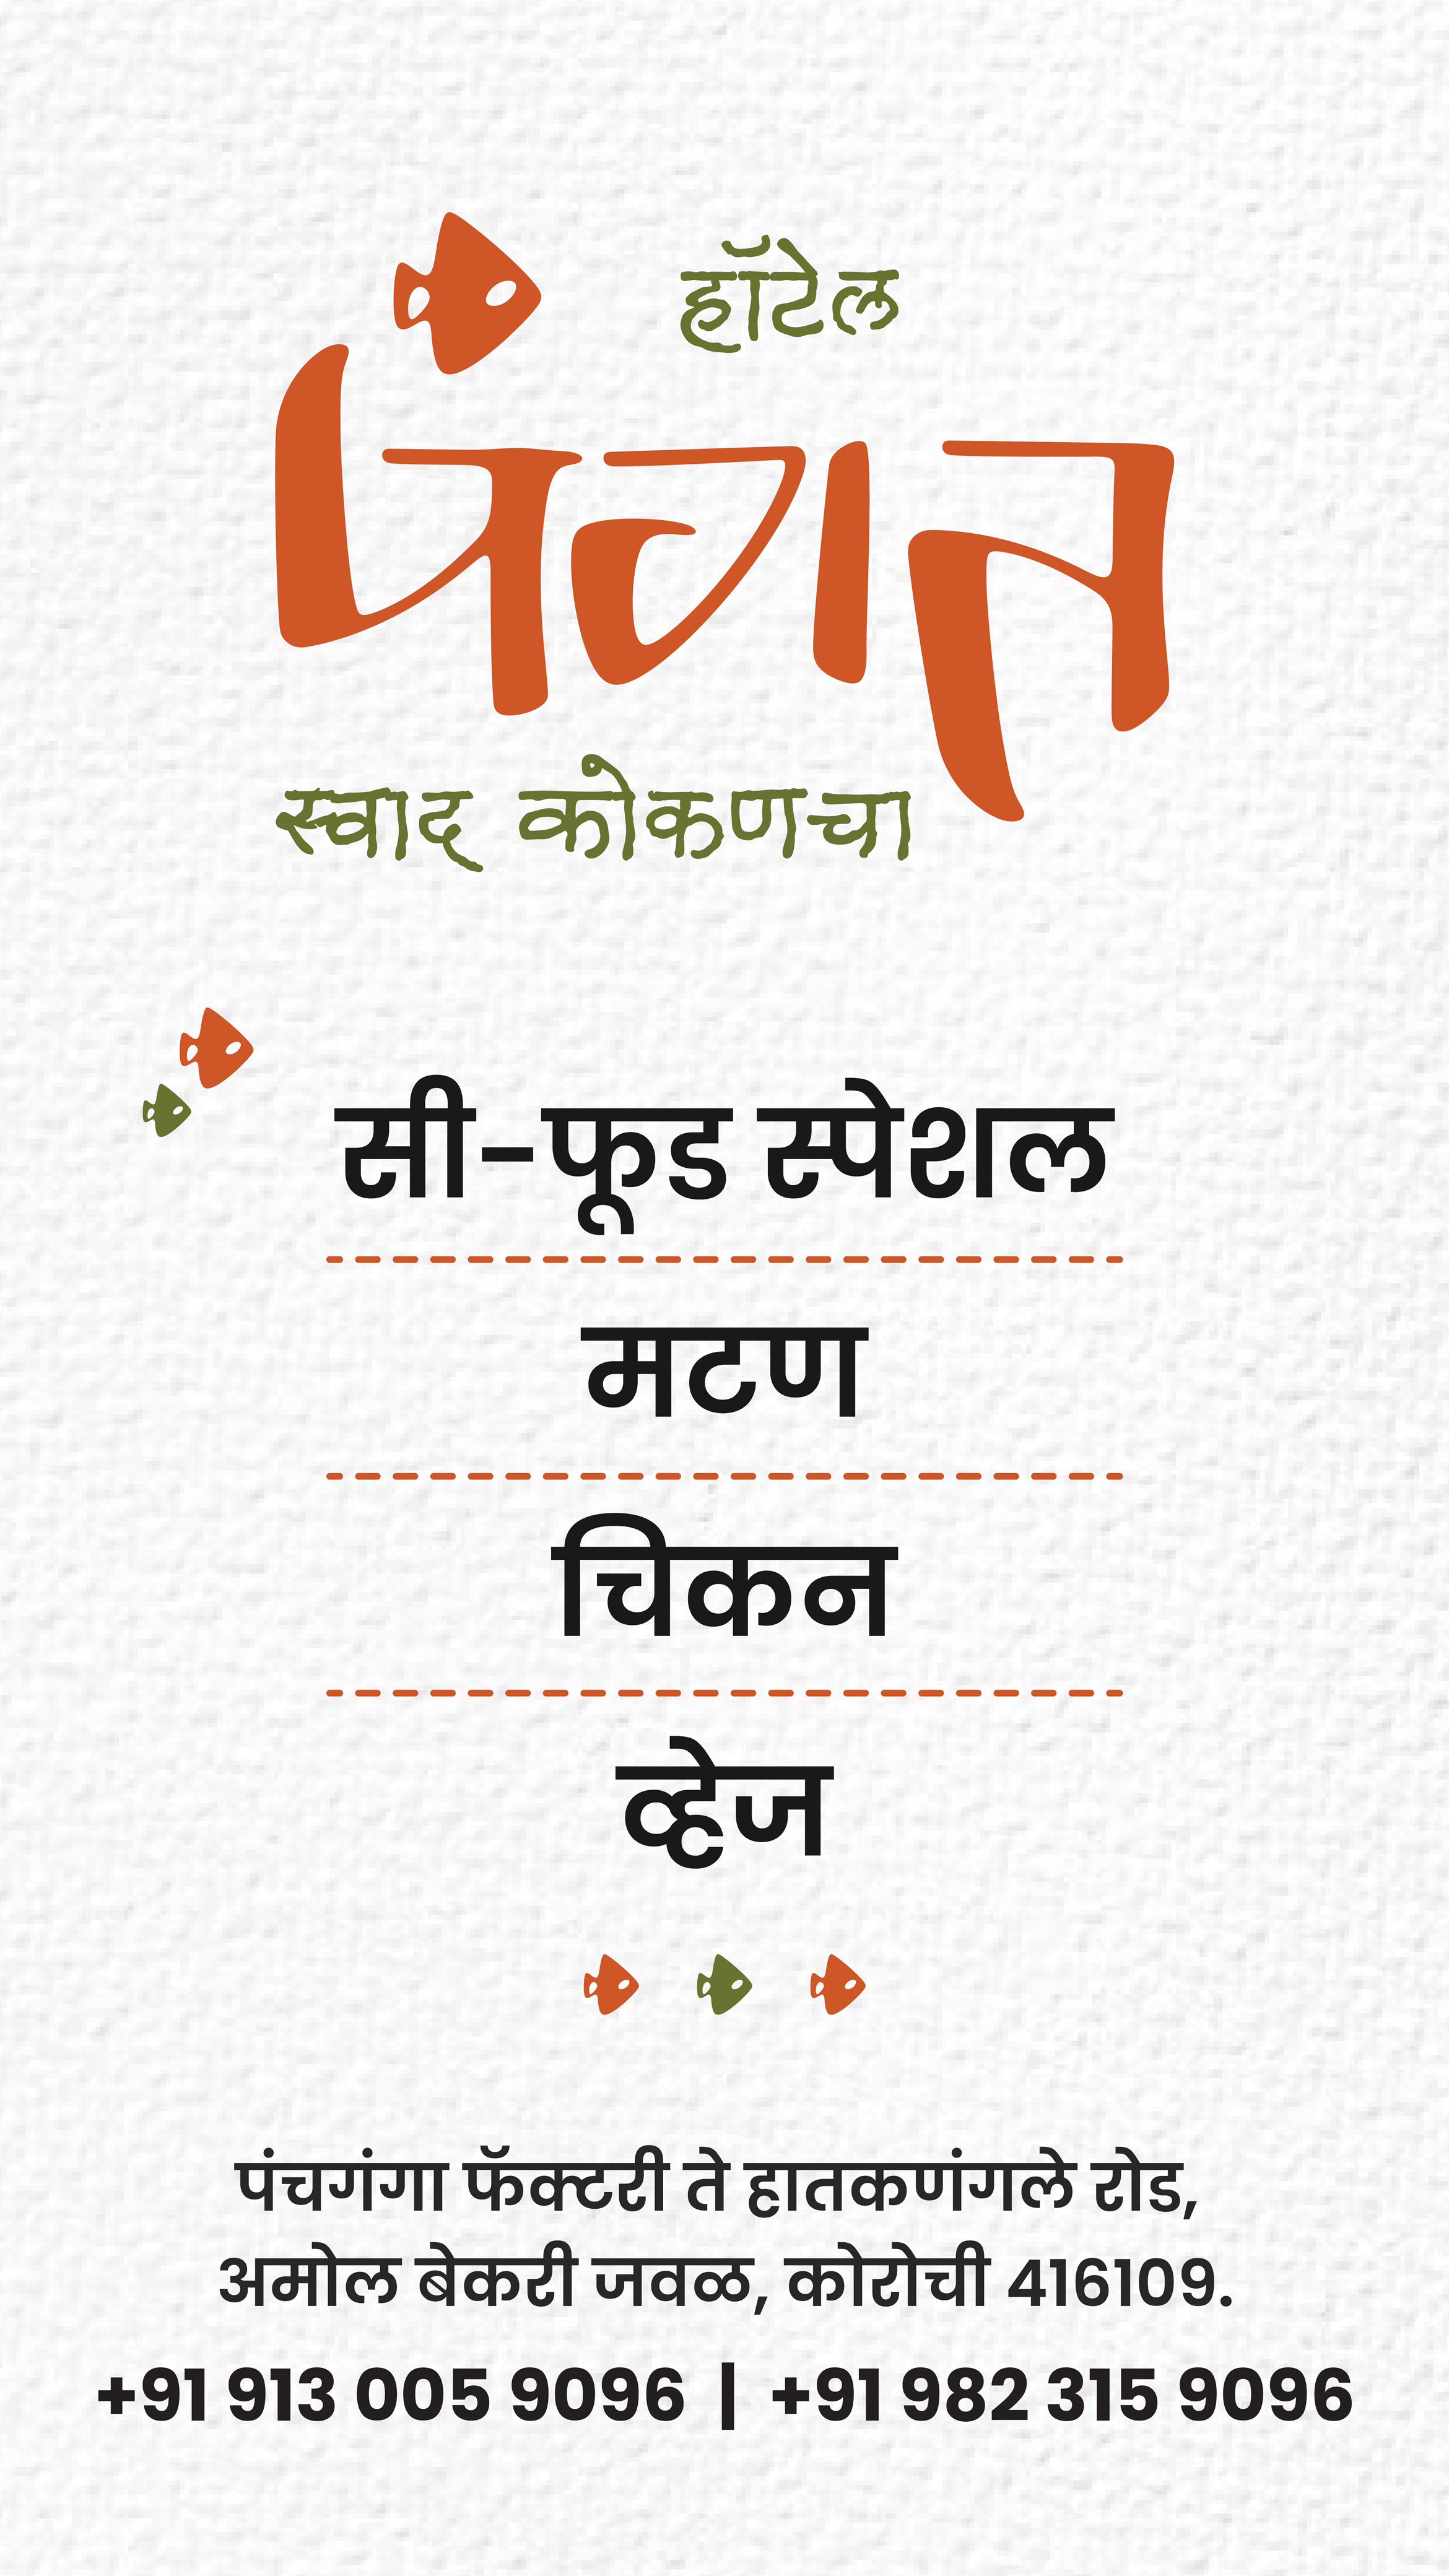 हॉटेल
पंगत
स्वाद कोकणचा
सी-फूड स्पेशल
मटण
चिकन
व्हेज
पंचगंगा फॅक्टरी ते हातकणंगले रोड,
अमोल बेकरी जवळ, कोरोची 416109.
+91 913 005 9096 | +91 982 315 9096